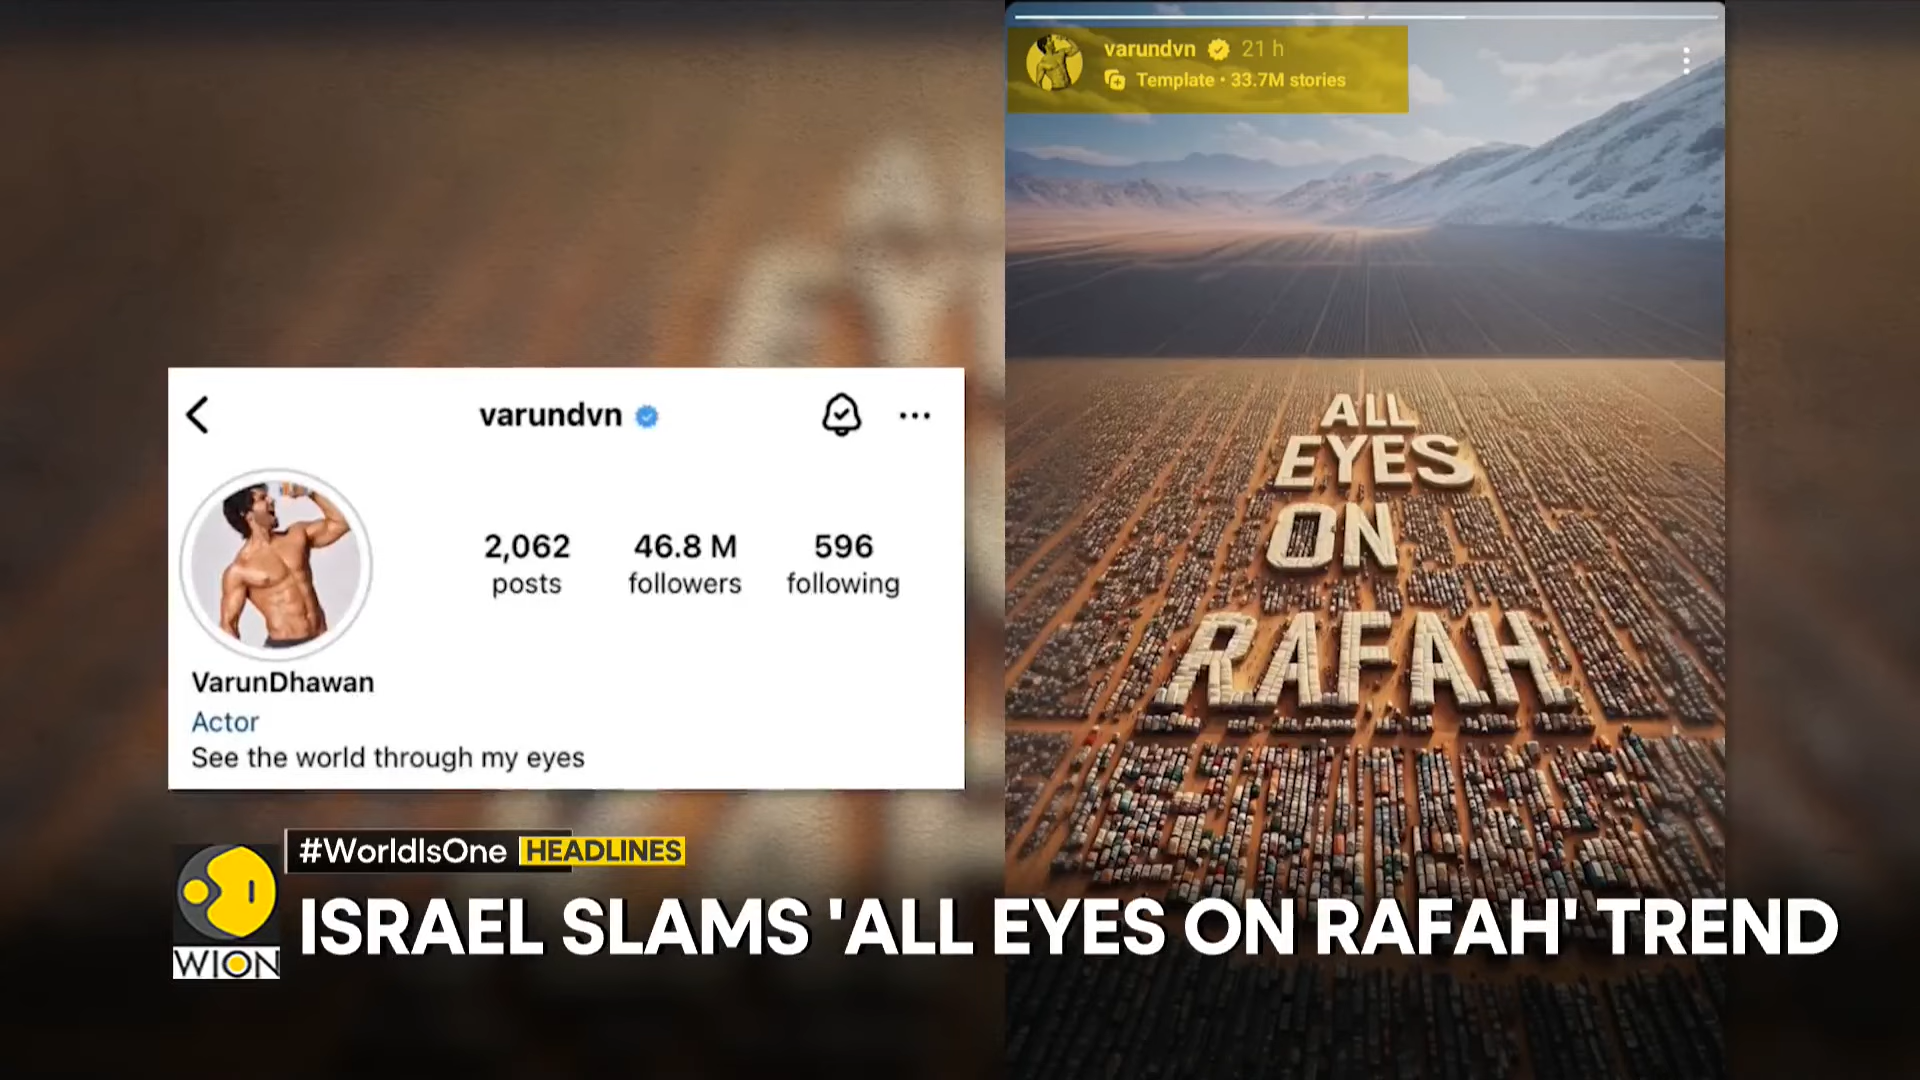 varundvn
2,062
posts
46.8 M
followers
596
following
VarunDhawan
Actor
See the world through my eyes
varundvn 21 h
Template • 33.7M stories
ALL
EYES
ON
RAFAH
#WorldIsOne HEADLINES
ISRAEL SLAMS 'ALL EYES ON RAFAH' TREND
WION